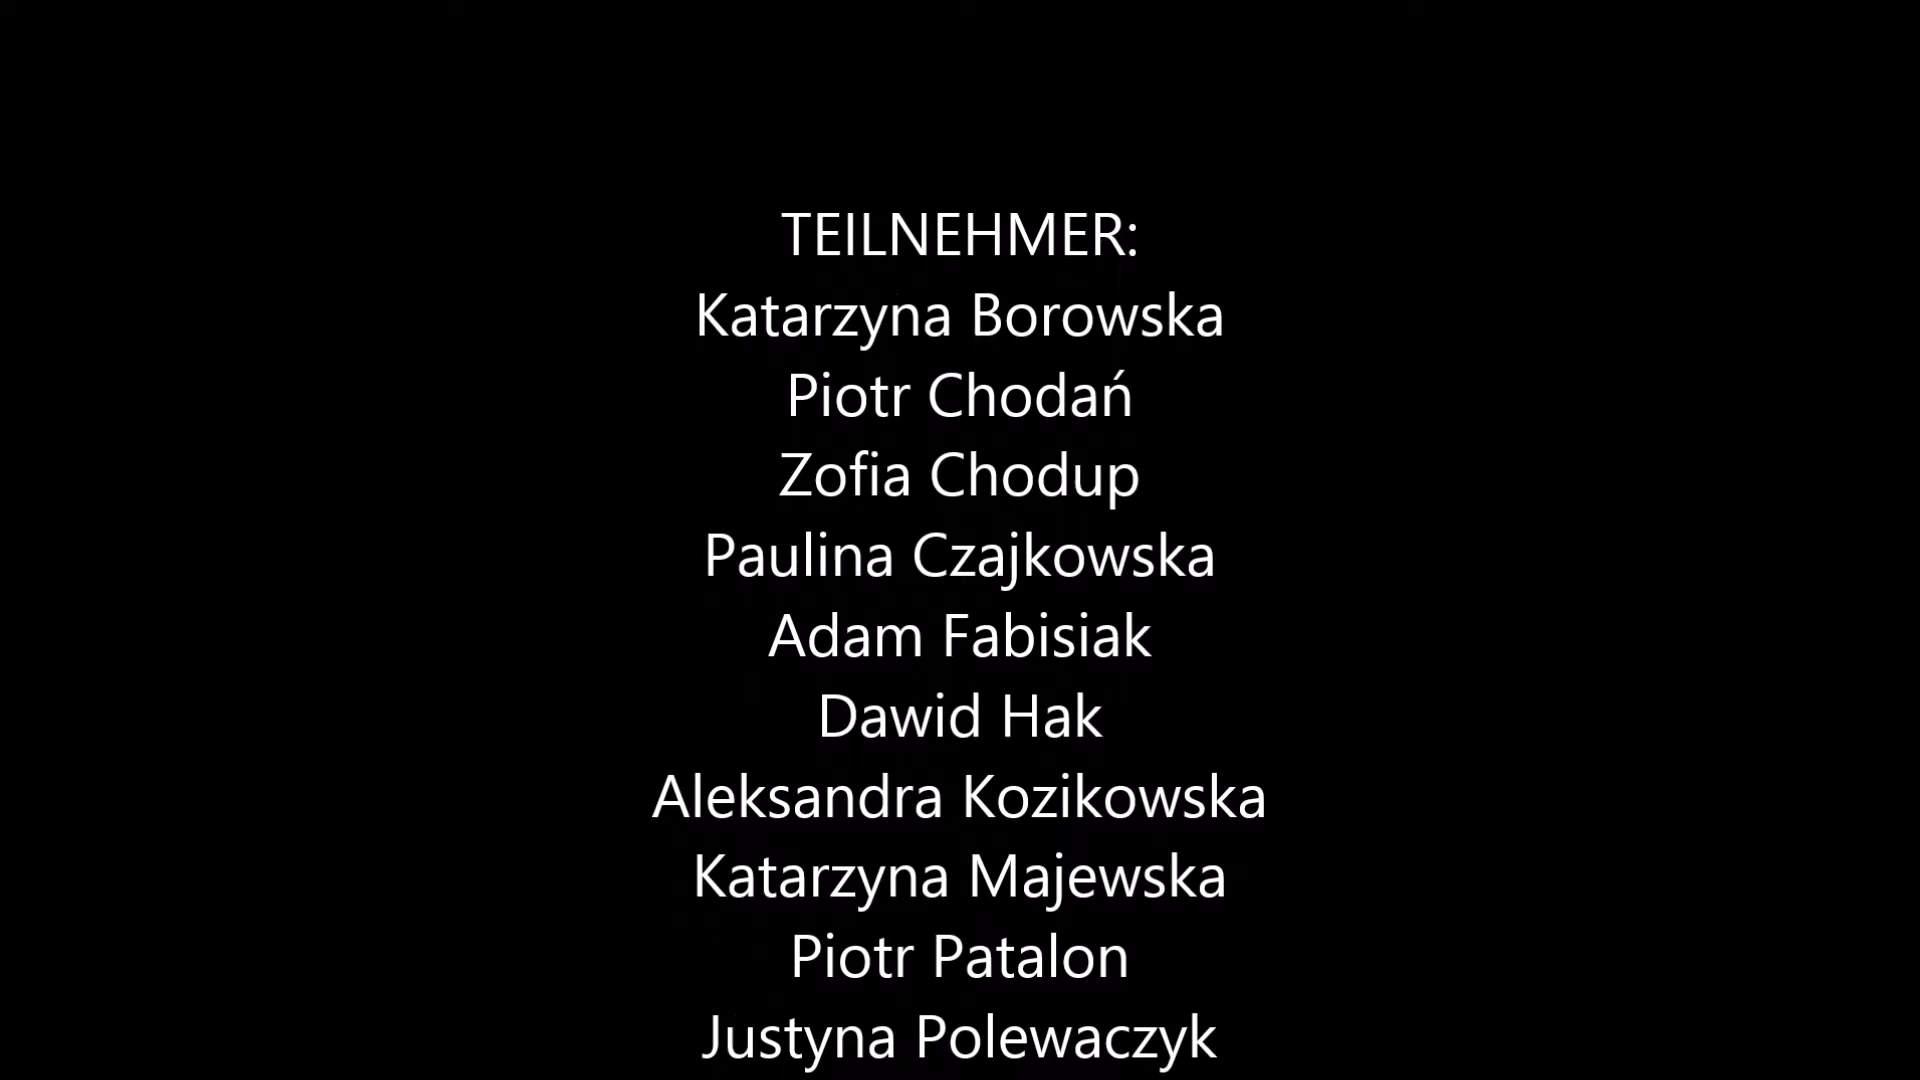 TEILNEHMER:
Katarzyna Borowska
Piotr Chodań
Zofia Chodup
Paulina Czajkowska
Adam Fabisiak
Dawid Hak
Aleksandra Kozikowska
Katarzyna Majewska
Piotr Patalon
Justyna Polewaczyk